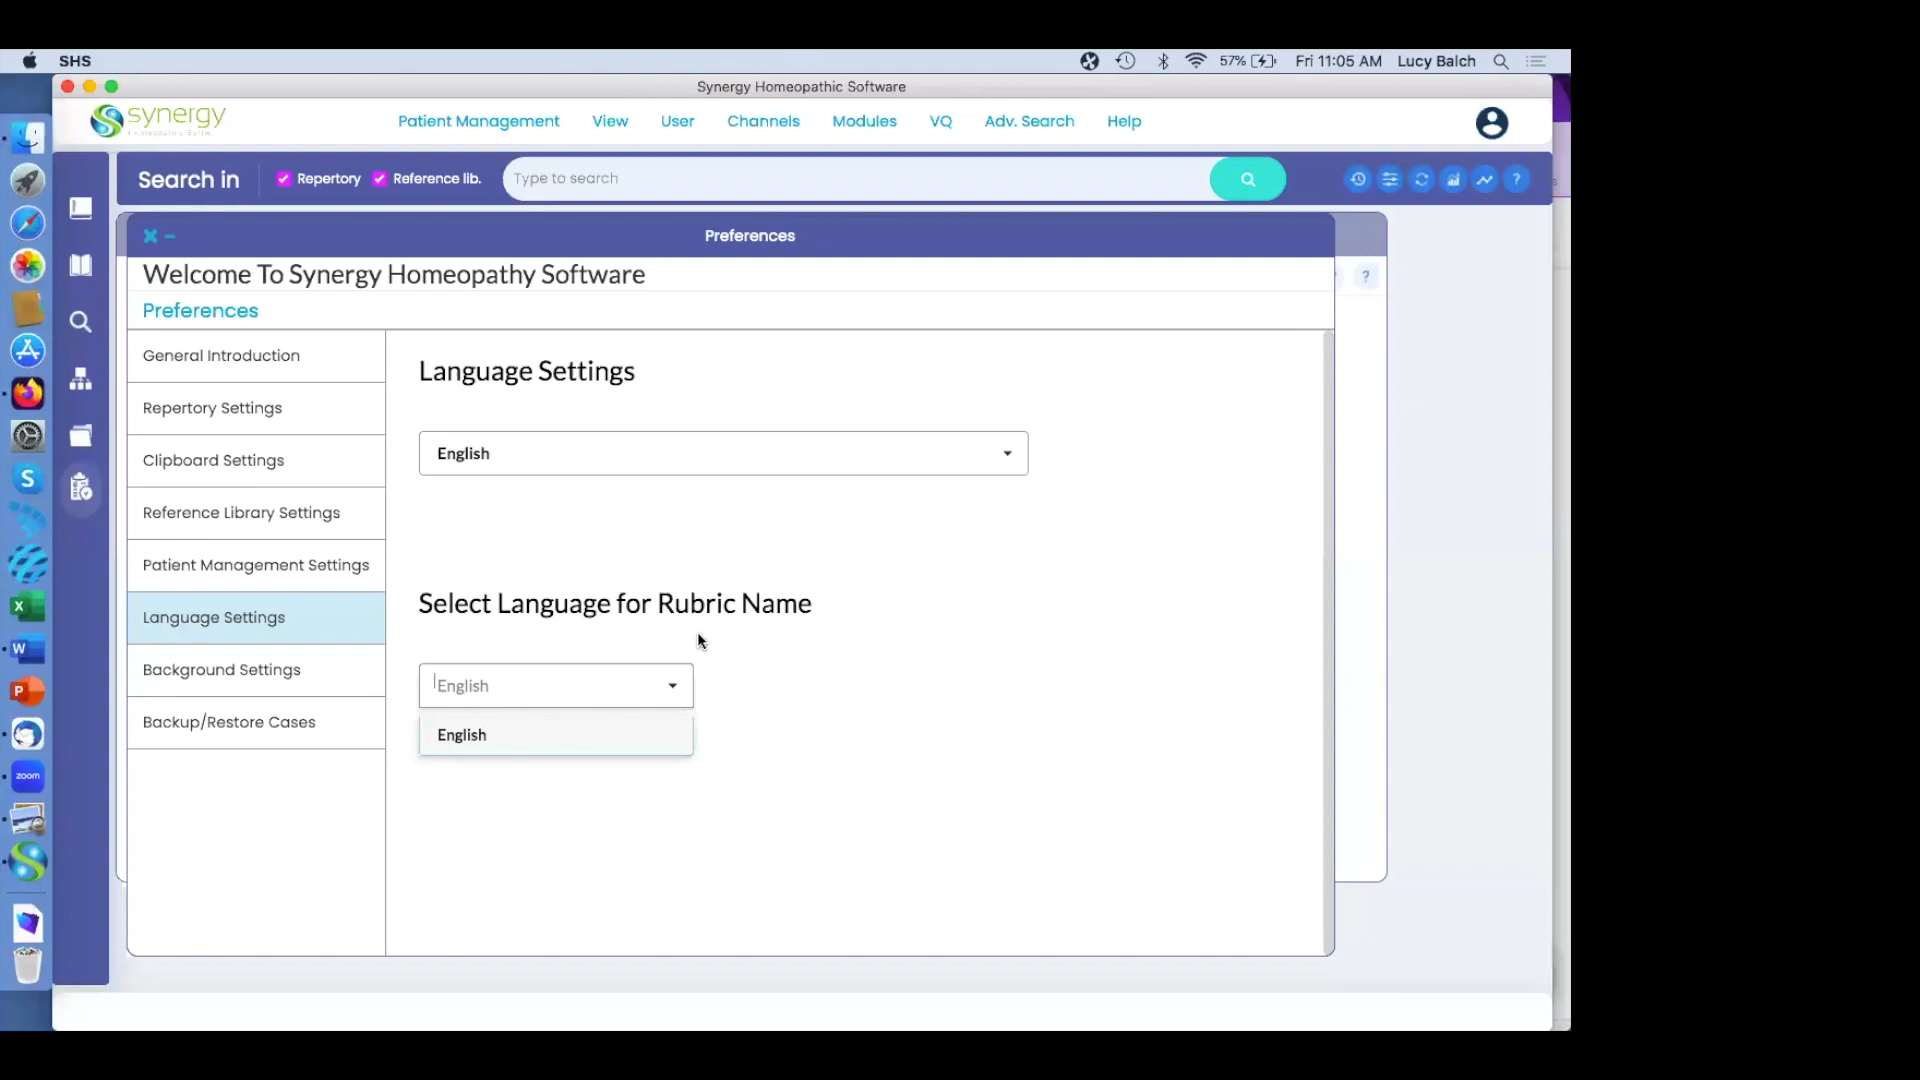 SHS
57%
Fri 11:05 AM
Lucy Balch
Synergy Homeopathic Software
synergy
Patient Management
View
User
Channels
Modules
VQ
Adv. Search
Help
Search in
Repertory
Reference lib.
Type to search
?
Preferences
Welcome To Synergy Homeopathy Software
?
Preferences
General Introduction
Repertory Settings
Clipboard Settings
Reference Library Settings
Patient Management Settings
Language Settings
Background Settings
Backup/Restore Cases
Language Settings
English
Select Language for Rubric Name
English
English
S
X
W
P
zoom